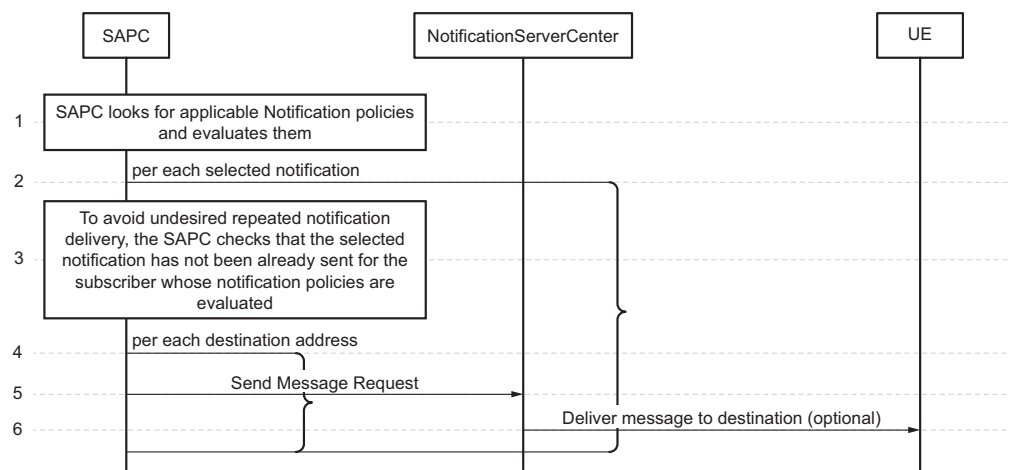 SAPC
NotificationServerCenter
UE
1
SAPC looks for applicable Notification policies
and evaluates them
per each selected notification
2
To avoid undesired repeated notification
delivery, the SAPC checks that the selected
3
notification has not been already sent for the
subscriber whose notification policies are
evaluated
per each destination address
4
Send Message Request
5
Deliver message to destination (optional)
6